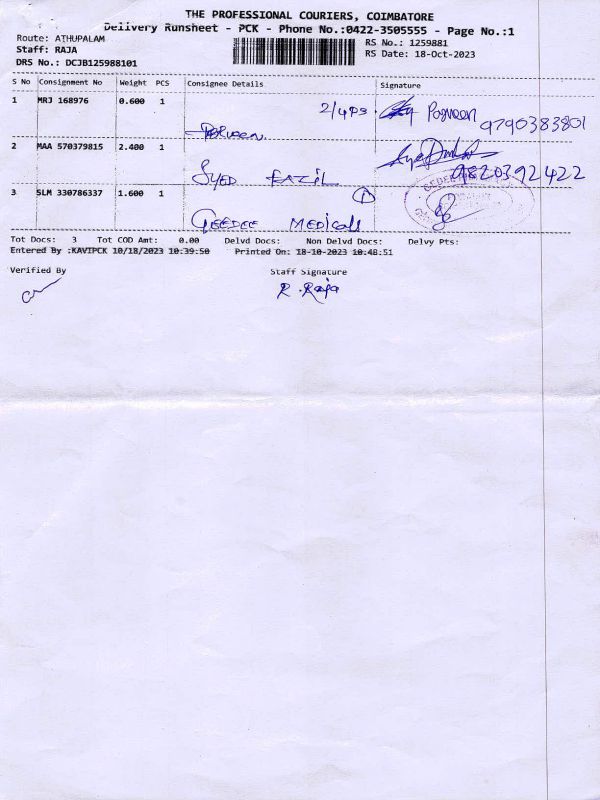 THE PROFESSIONAL COURIERS, COIMBATORE
Delivery Runsheet - PCK - Phone No.:0422-3505555 - Page No.:1
Route: ATHUPALAM
RS No.: 1259881
Staff: RAJA
RS Date: 18-Oct-2023
DRS No.: DCJB125988101
S No Consignment No Weight PCS Consignee Details Signature
1 MRJ 168976 0.600 1
Parveen
9790383801
2 MAA 570379815 2.400 1
SYED FAZIL
9820392422
3 SLM 330786337 1.600 1
GEEDEE MEDICALS
Tot Docs: 3 Tot COD Amt: 0.00 Delvd Docs: Non Delvd Docs: Delvy Pts:
Entered By :KAVIPCK 10/18/2023 10:39:50 Printed On: 18-10-2023 10:48:51
Verified By
Staff Signature
R. Raja